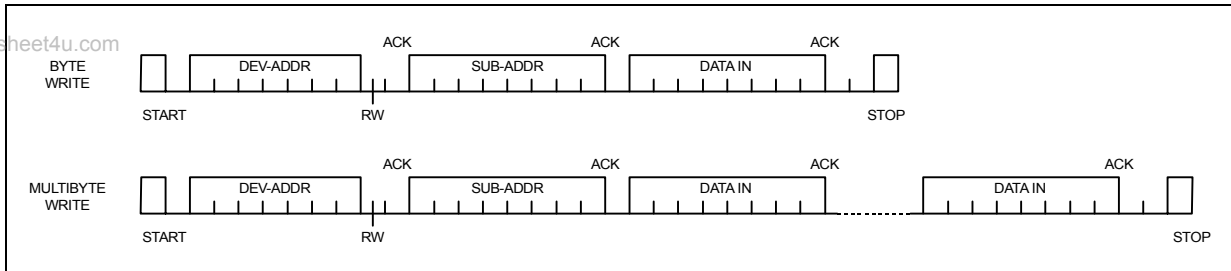 sheet4u.com
ACK ACK ACK
BYTE WRITE DEV-ADDR SUB-ADDR DATA IN
START RW STOP
ACK ACK ACK ACK
MULTIBYTE WRITE DEV-ADDR SUB-ADDR DATA IN DATA IN
START RW STOP